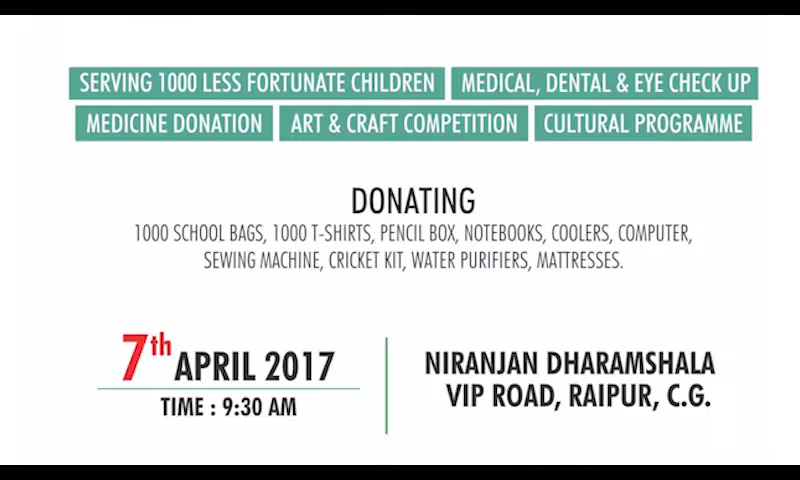 SERVING 1000 LESS FORTUNATE CHILDREN MEDICAL, DENTAL & EYE CHECK UP
MEDICINE DONATION ART & CRAFT COMPETITION CULTURAL PROGRAMME
DONATING
1000 SCHOOL BAGS, 1000 T-SHIRTS, PENCIL BOX, NOTEBOOKS, COOLERS, COMPUTER,
SEWING MACHINE, CRICKET KIT, WATER PURIFIERS, MATTRESSES.
7th APRIL 2017
TIME : 9:30 AM
NIRANJAN DHARAMSHALA
VIP ROAD, RAIPUR, C.G.